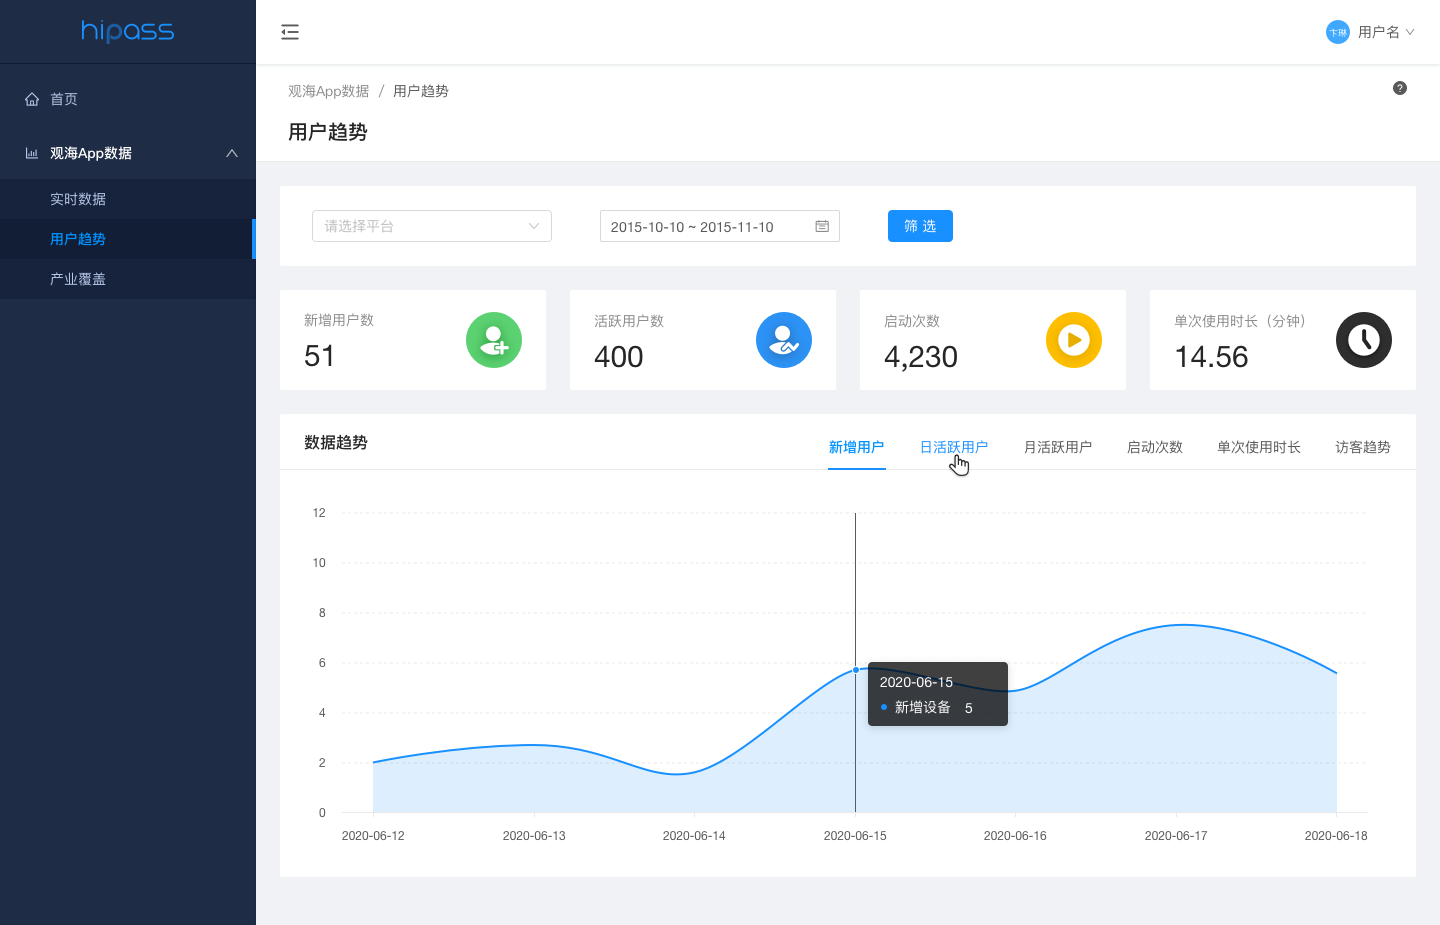 hipass
卞琳 用户名
首页
观海App数据
实时数据
用户趋势
产业覆盖
观海App数据 / 用户趋势
?
用户趋势
请选择平台
2015-10-10 ~ 2015-11-10
筛 选
新增用户数
51
活跃用户数
400
启动次数
4,230
单次使用时长（分钟）
14.56
数据趋势
新增用户 日活跃用户 月活跃用户 启动次数 单次使用时长 访客趋势
12
10
8
6
4
2
0
2020-06-15
新增设备 5
2020-06-12 2020-06-13 2020-06-14 2020-06-15 2020-06-16 2020-06-17 2020-06-18